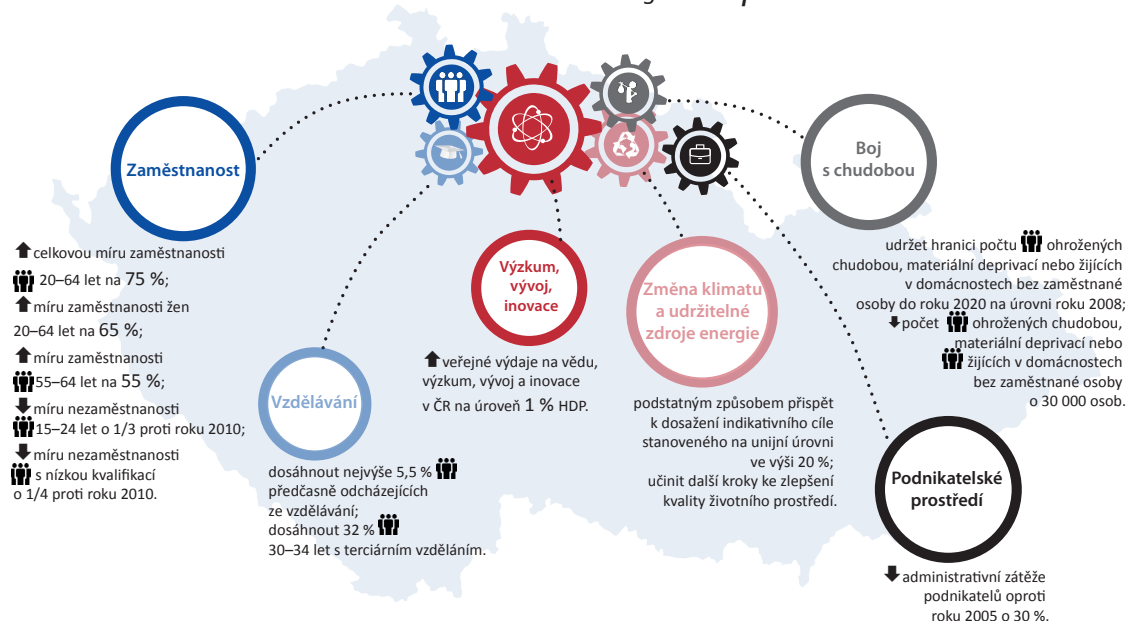 Zaměstnanost
celkovou míru zaměstnanosti
20–64 let na 75 %;
míru zaměstnanosti žen
20–64 let na 65 %;
míru zaměstnanosti
55–64 let na 55 %;
míru nezaměstnanosti
15–24 let o 1/3 proti roku 2010;
míru nezaměstnanosti
s nízkou kvalifikací
o 1/4 proti roku 2010.
Vzdělávání
dosáhnout nejvýše 5,5 %
předčasně odcházejících
ze vzdělávání;
dosáhnout 32 %
30–34 let s terciárním vzděláním.
Výzkum,
vývoj,
inovace
veřejné výdaje na vědu,
výzkum, vývoj a inovace
v ČR na úroveň 1 % HDP.
Změna klimatu
a udržitelné
zdroje energie
podstatným způsobem přispět
k dosažení indikativního cíle
stanoveného na unijní úrovni
ve výši 20 %;
učinit další kroky ke zlepšení
kvality životního prostředí.
Boj
s chudobou
udržet hranici počtu ohrožených
chudobou, materiální deprivací nebo žijících
v domácnostech bez zaměstnané
osoby do roku 2020 na úrovni roku 2008;
počet ohrožených chudobou,
materiální deprivací nebo
žijících v domácnostech
bez zaměstnané osoby
o 30 000 osob.
Podnikatelské
prostředí
administrativní zátěže
podnikatelů oproti
roku 2005 o 30 %.